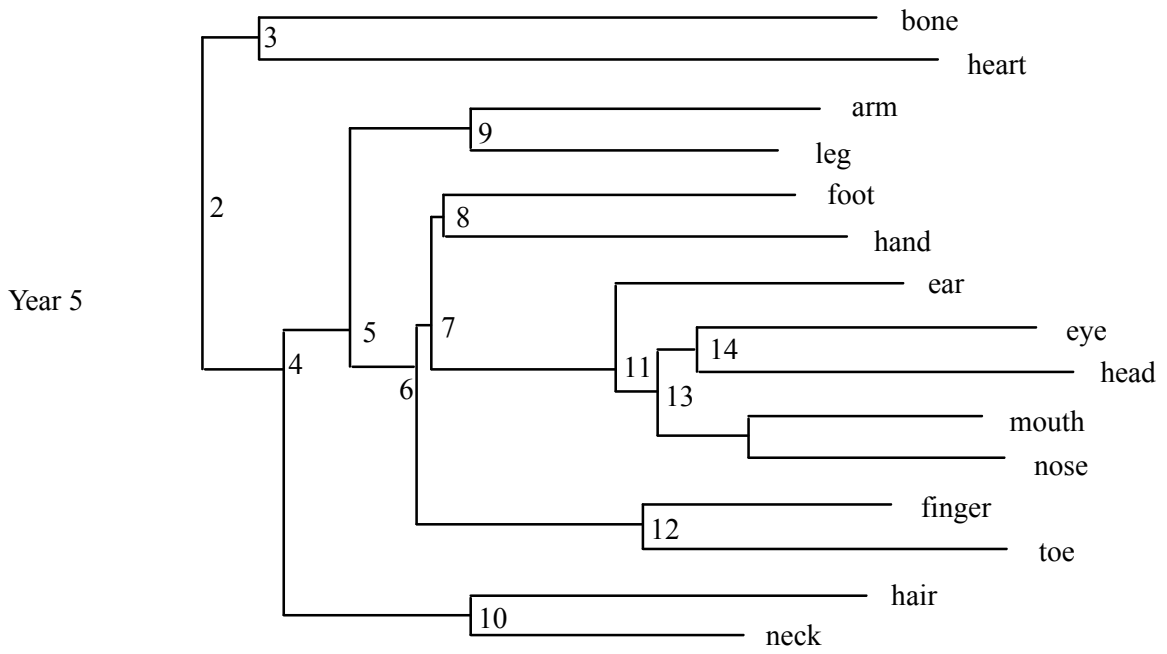 bone
3
heart
arm
9
leg
foot
2
8
hand
ear
Year 5
eye
5
7
14
4
11
head
6
13
mouth
nose
finger
12
toe
hair
10
neck